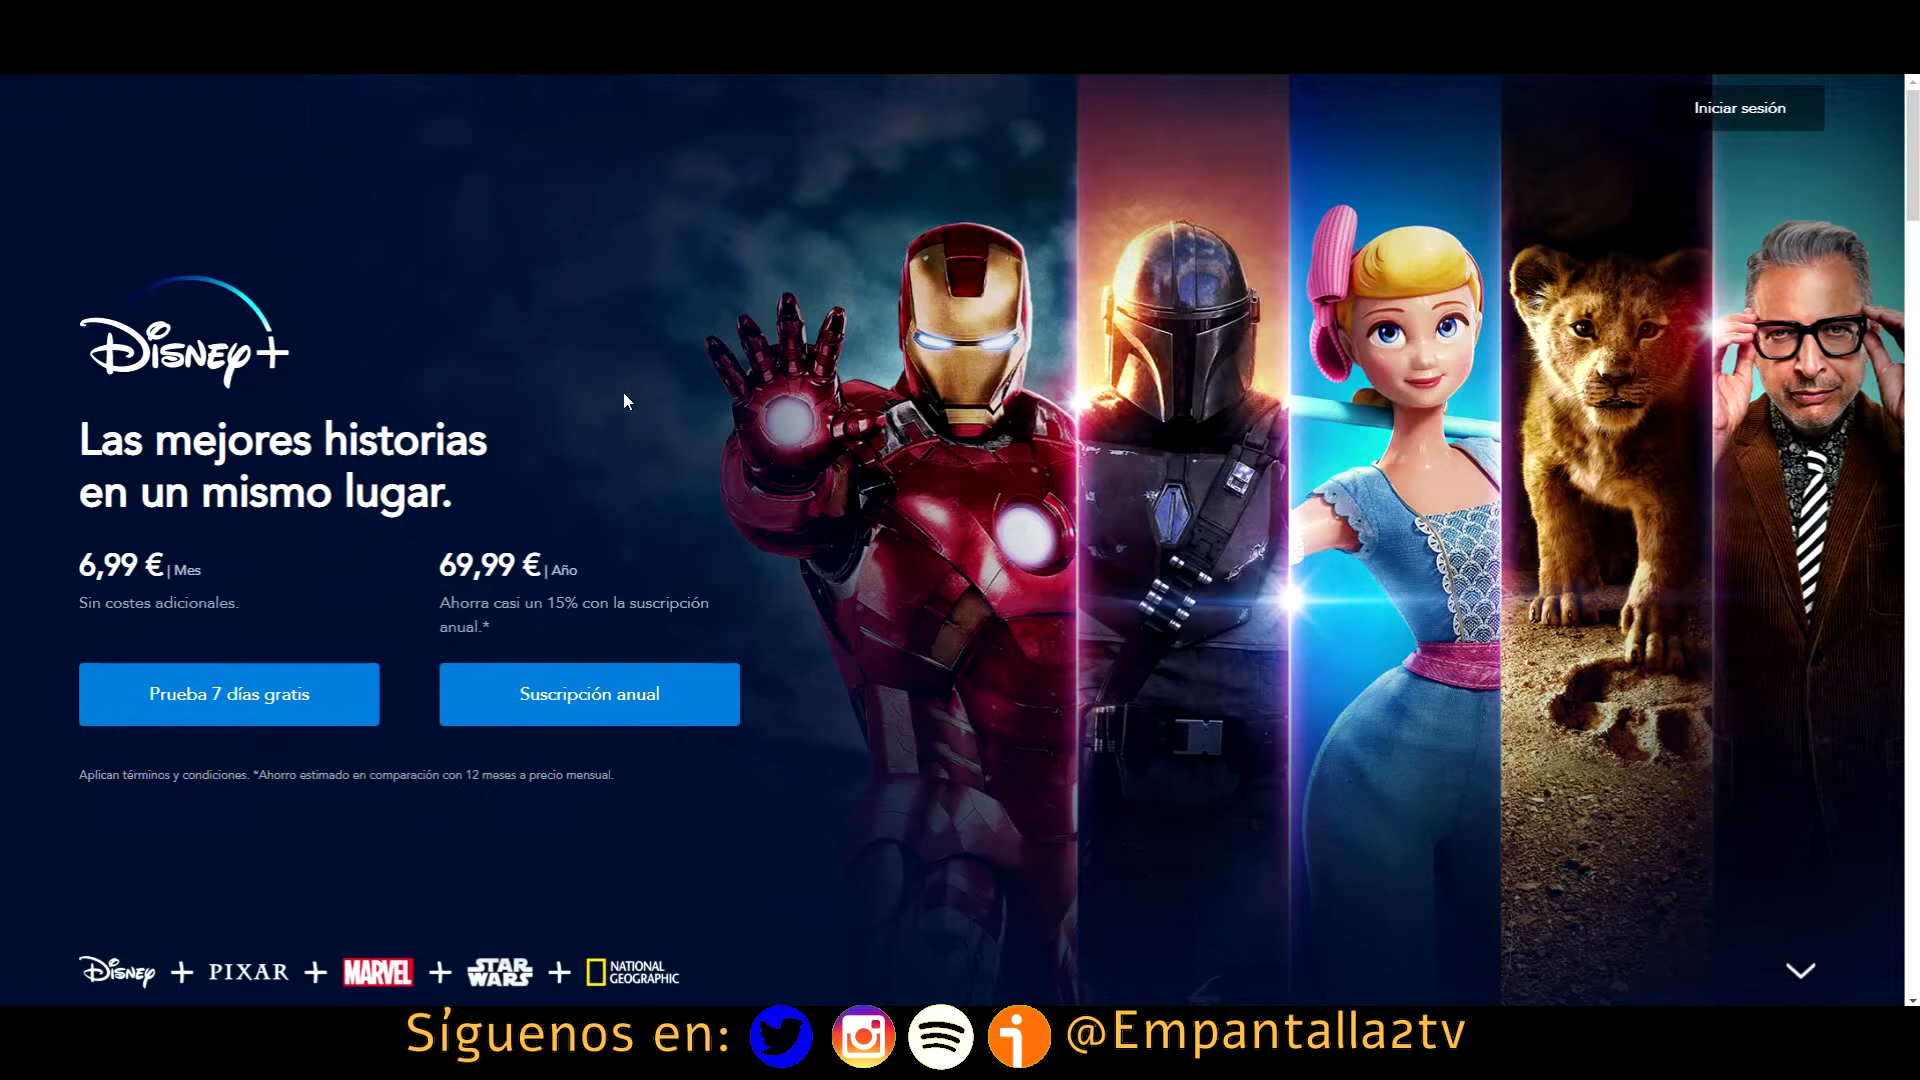 Iniciar sesión
Disney+
Las mejores historias
en un mismo lugar.
6,99 € | Mes
Sin costes adicionales.
Prueba 7 días gratis
69,99 € | Año
Ahorra casi un 15% con la suscripción
anual.*
Suscripción anual
Aplican términos y condiciones. *Ahorro estimado en comparación con 12 meses a precio mensual.
Disney + PIXAR + MARVEL + STAR WARS + NATIONAL GEOGRAPHIC
Síguenos en: @Empantalla2tv